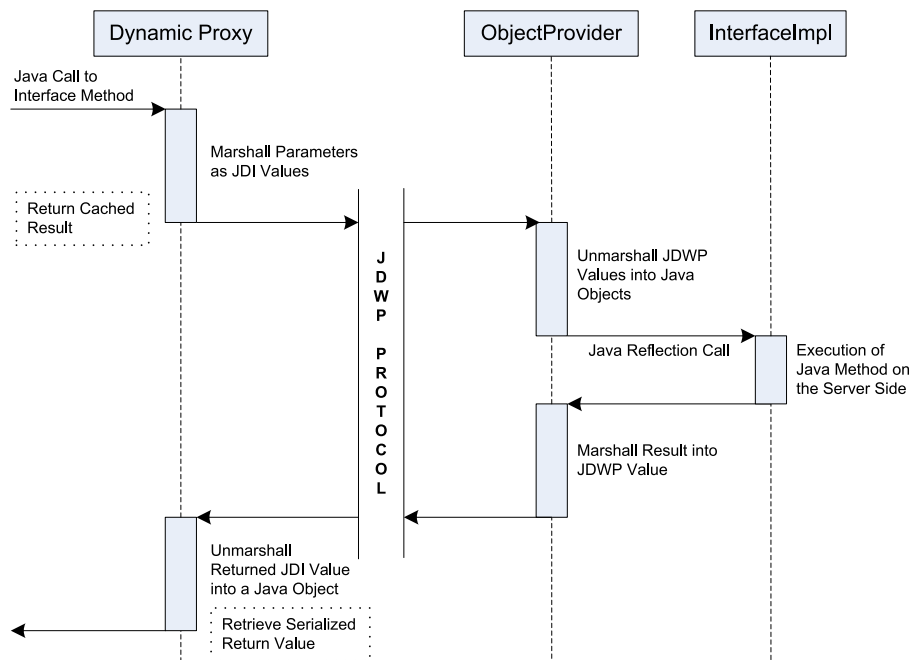 Dynamic Proxy
ObjectProvider
InterfaceImpl
Java Call to
Interface Method
Marshall Parameters
as JDI Values
Return Cached
Result
JDWP PROTOCOL
Unmarshall JDWP
Values into Java
Objects
Java Reflection Call
Execution of
Java Method on
the Server Side
Marshall Result into
JDWP Value
Unmarshall
Returned JDI Value
into a Java Object
Retrieve Serialized
Return Value